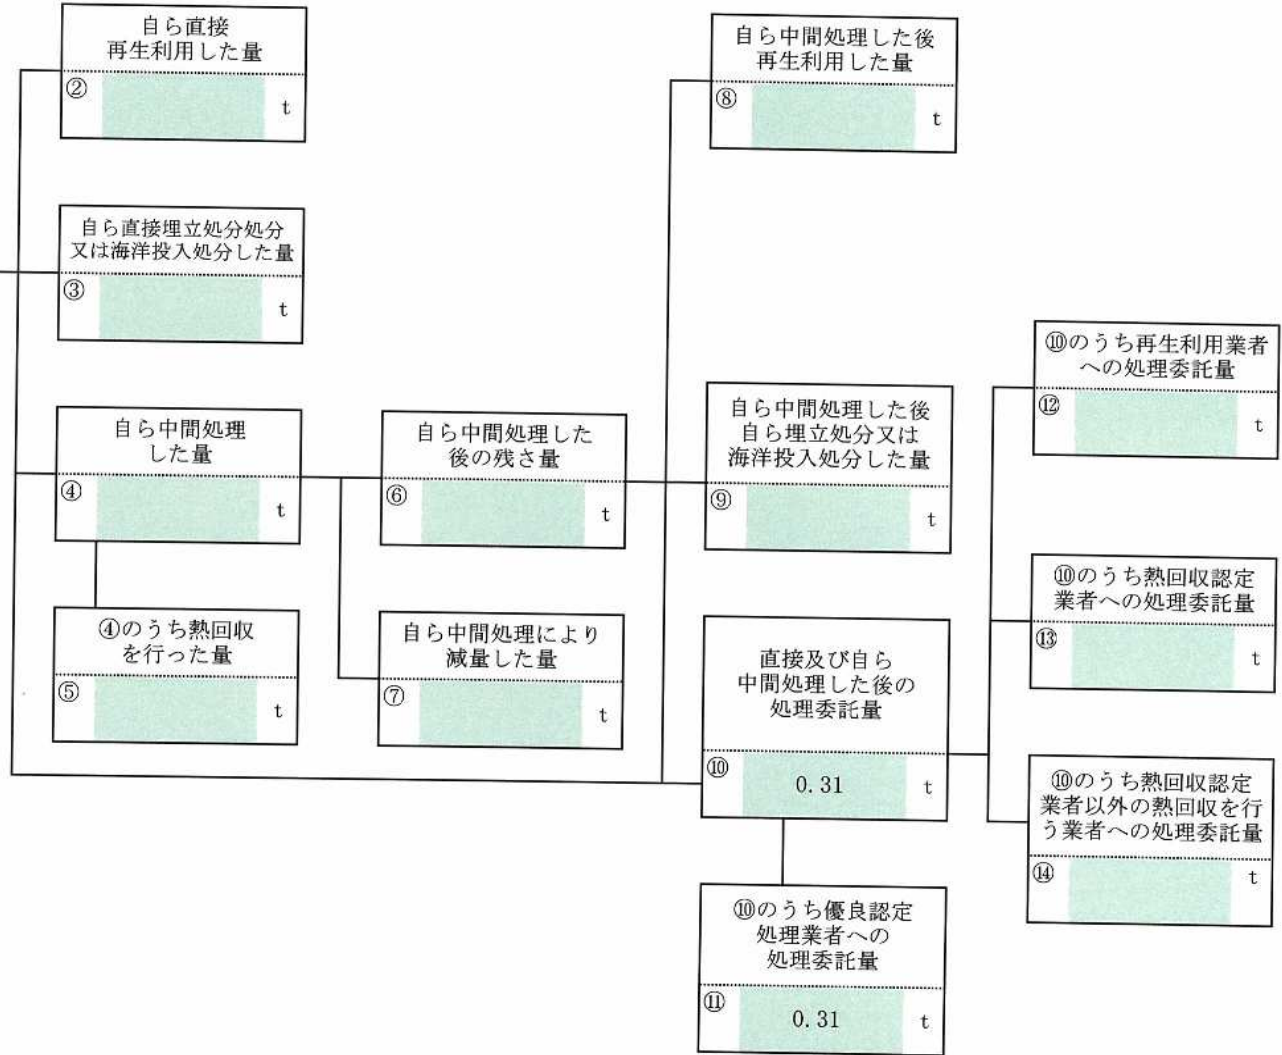 自ら直接
再生利用した量
② t
自ら直接埋立処分処分
又は海洋投入処分した量
③ t
自ら中間処理
した量
④ t
④のうち熱回収
を行った量
⑤ t
自ら中間処理した
後の残さ量
⑥ t
自ら中間処理により
減量した量
⑦ t
自ら中間処理した後
再生利用した量
⑧ t
自ら中間処理した後
自ら埋立処分又は
海洋投入処分した量
⑨ t
直接及び自ら
中間処理した後の
処理委託量
⑩ 0.31 t
⑩のうち優良認定
処理業者への
処理委託量
⑪ 0.31 t
⑩のうち再生利用業者
への処理委託量
⑫ t
⑩のうち熱回収認定
業者への処理委託量
⑬ t
⑩のうち熱回収認定
業者以外の熱回収を行
う業者への処理委託量
⑭ t